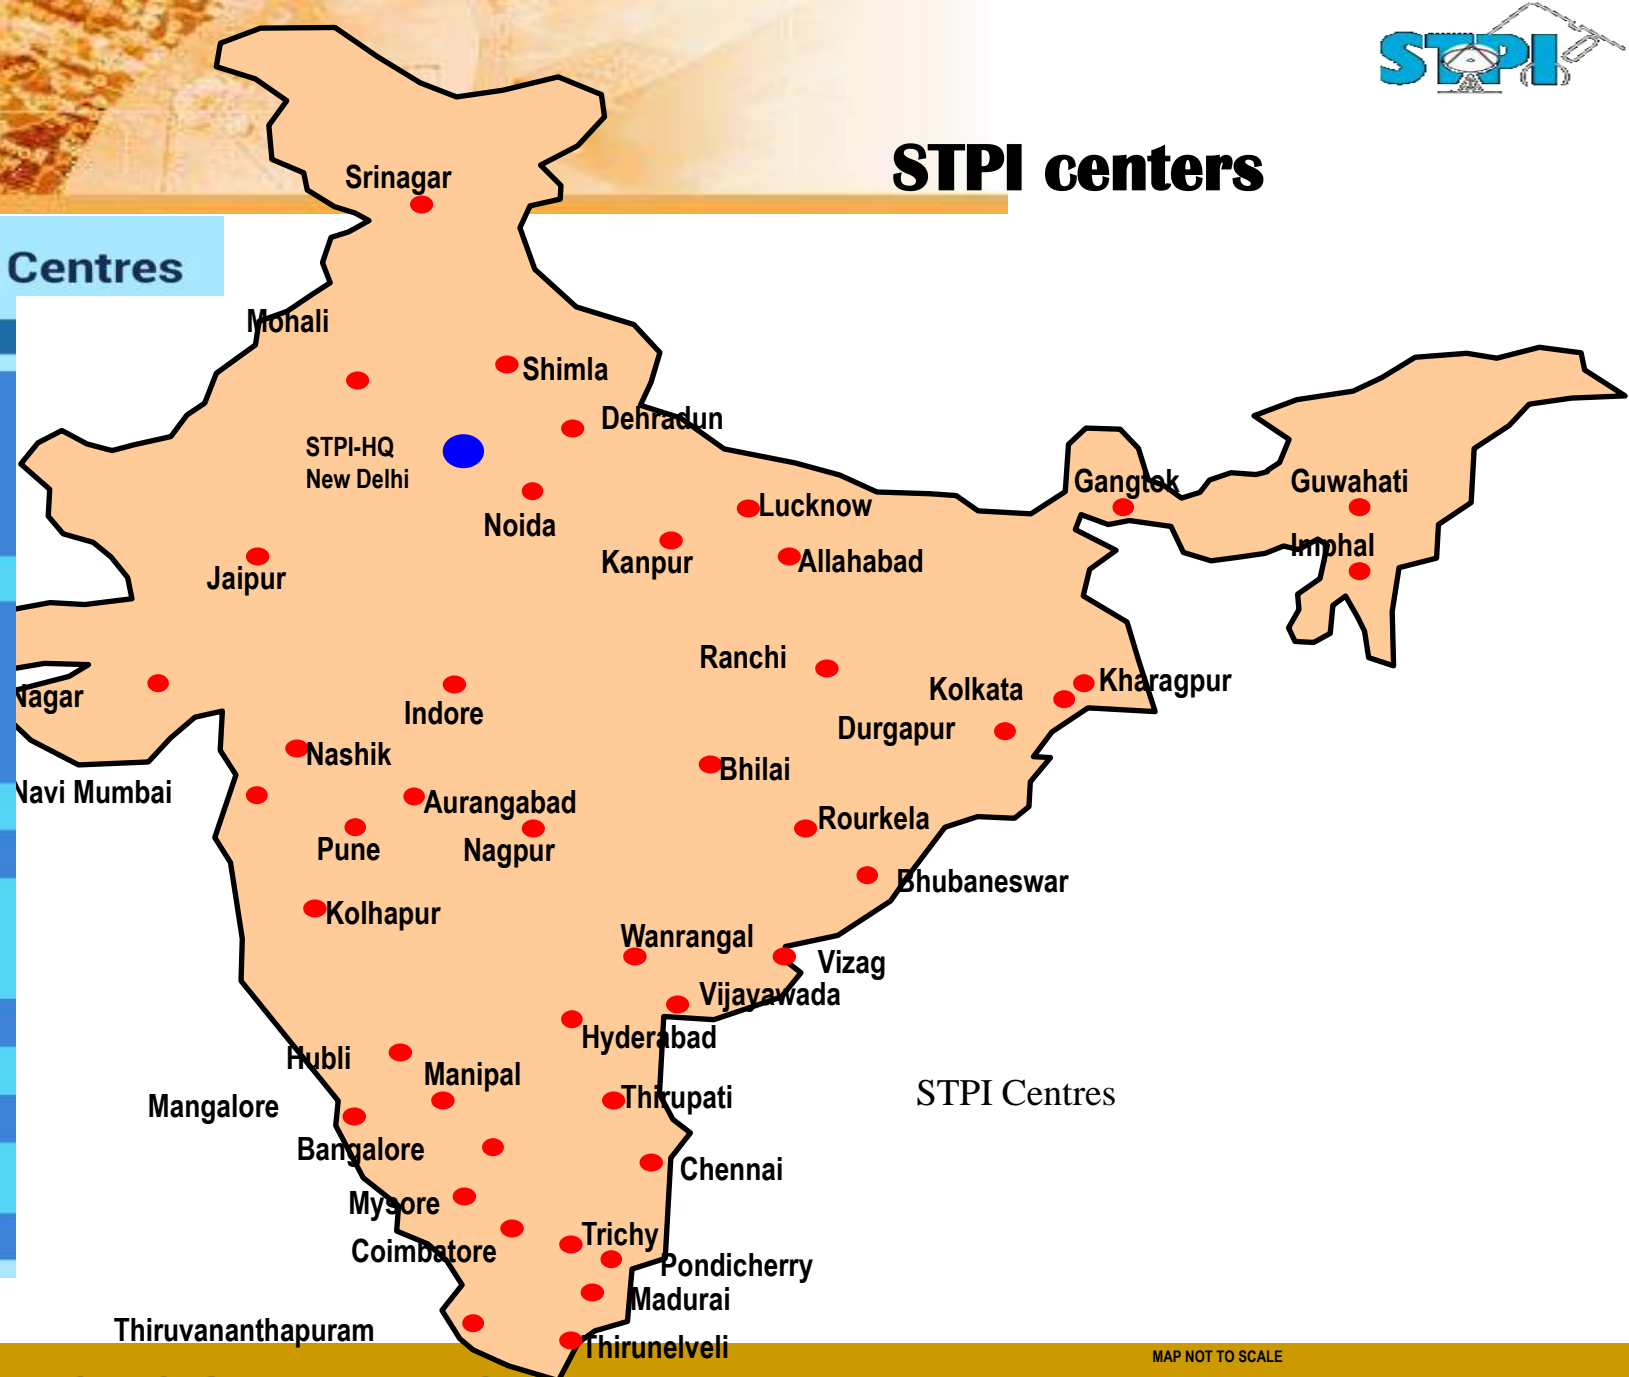 STPI
STPI centers
Srinagar
Centres
Mohali
Shimla
Dehradun
STPI-HQ
New Delhi
Gangtok
Guwahati
Lucknow
Noida
Imphal
Kanpur
Allahabad
Jaipur
Ranchi
Kharagpur
Kolkata
Nagar
Indore
Durgapur
Nashik
Bhilai
Navi Mumbai
Aurangabad
Rourkela
Pune
Nagpur
Bhubaneswar
Kolhapur
Wanrangal
Vizag
Vijayawada
Hyderabad
Hubli
Manipal
STPI Centres
Thirupati
Mangalore
Bangalore
Chennai
Mysore
Trichy
Coimbatore
Pondicherry
Madurai
Thiruvananthapuram
Thirunelveli
MAP NOT TO SCALE